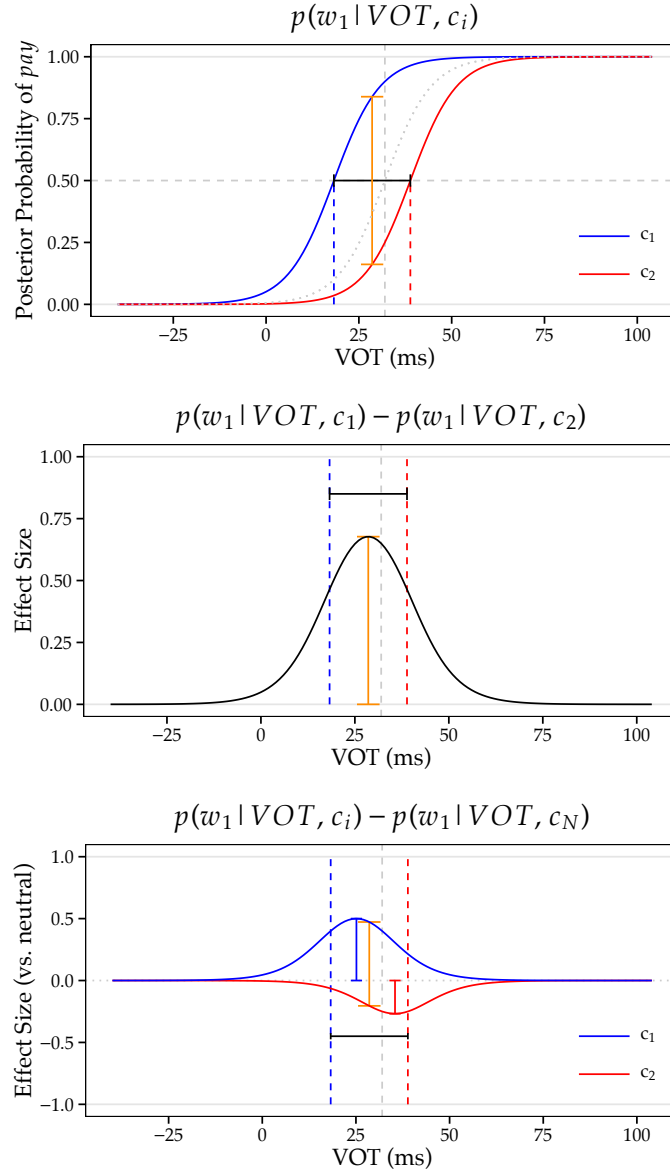 p(w₁ | VOT, cᵢ)
Posterior Probability of pay
1.00
0.75
0.50
0.25
0.00
c₁
c₂
−25 0 25 50 75 100
VOT (ms)
p(w₁ | VOT, c₁) − p(w₁ | VOT, c₂)
Effect Size
1.00
0.75
0.50
0.25
0.00
−25 0 25 50 75 100
VOT (ms)
p(w₁ | VOT, cᵢ) − p(w₁ | VOT, c_N)
Effect Size (vs. neutral)
1.0
0.5
0.0
−0.5
−1.0
c₁
c₂
−25 0 25 50 75 100
VOT (ms)